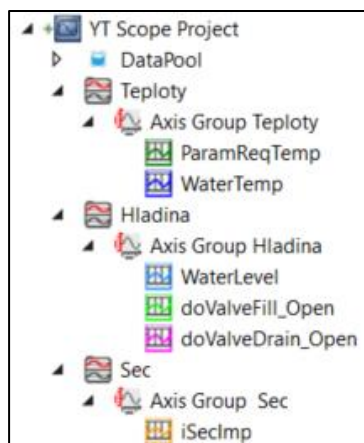 YT Scope Project
DataPool
Teploty
Axis Group Teploty
ParamReqTemp
WaterTemp
Hladina
Axis Group Hladina
WaterLevel
doValveFill_Open
doValveDrain_Open
Sec
Axis Group Sec
iSecImp